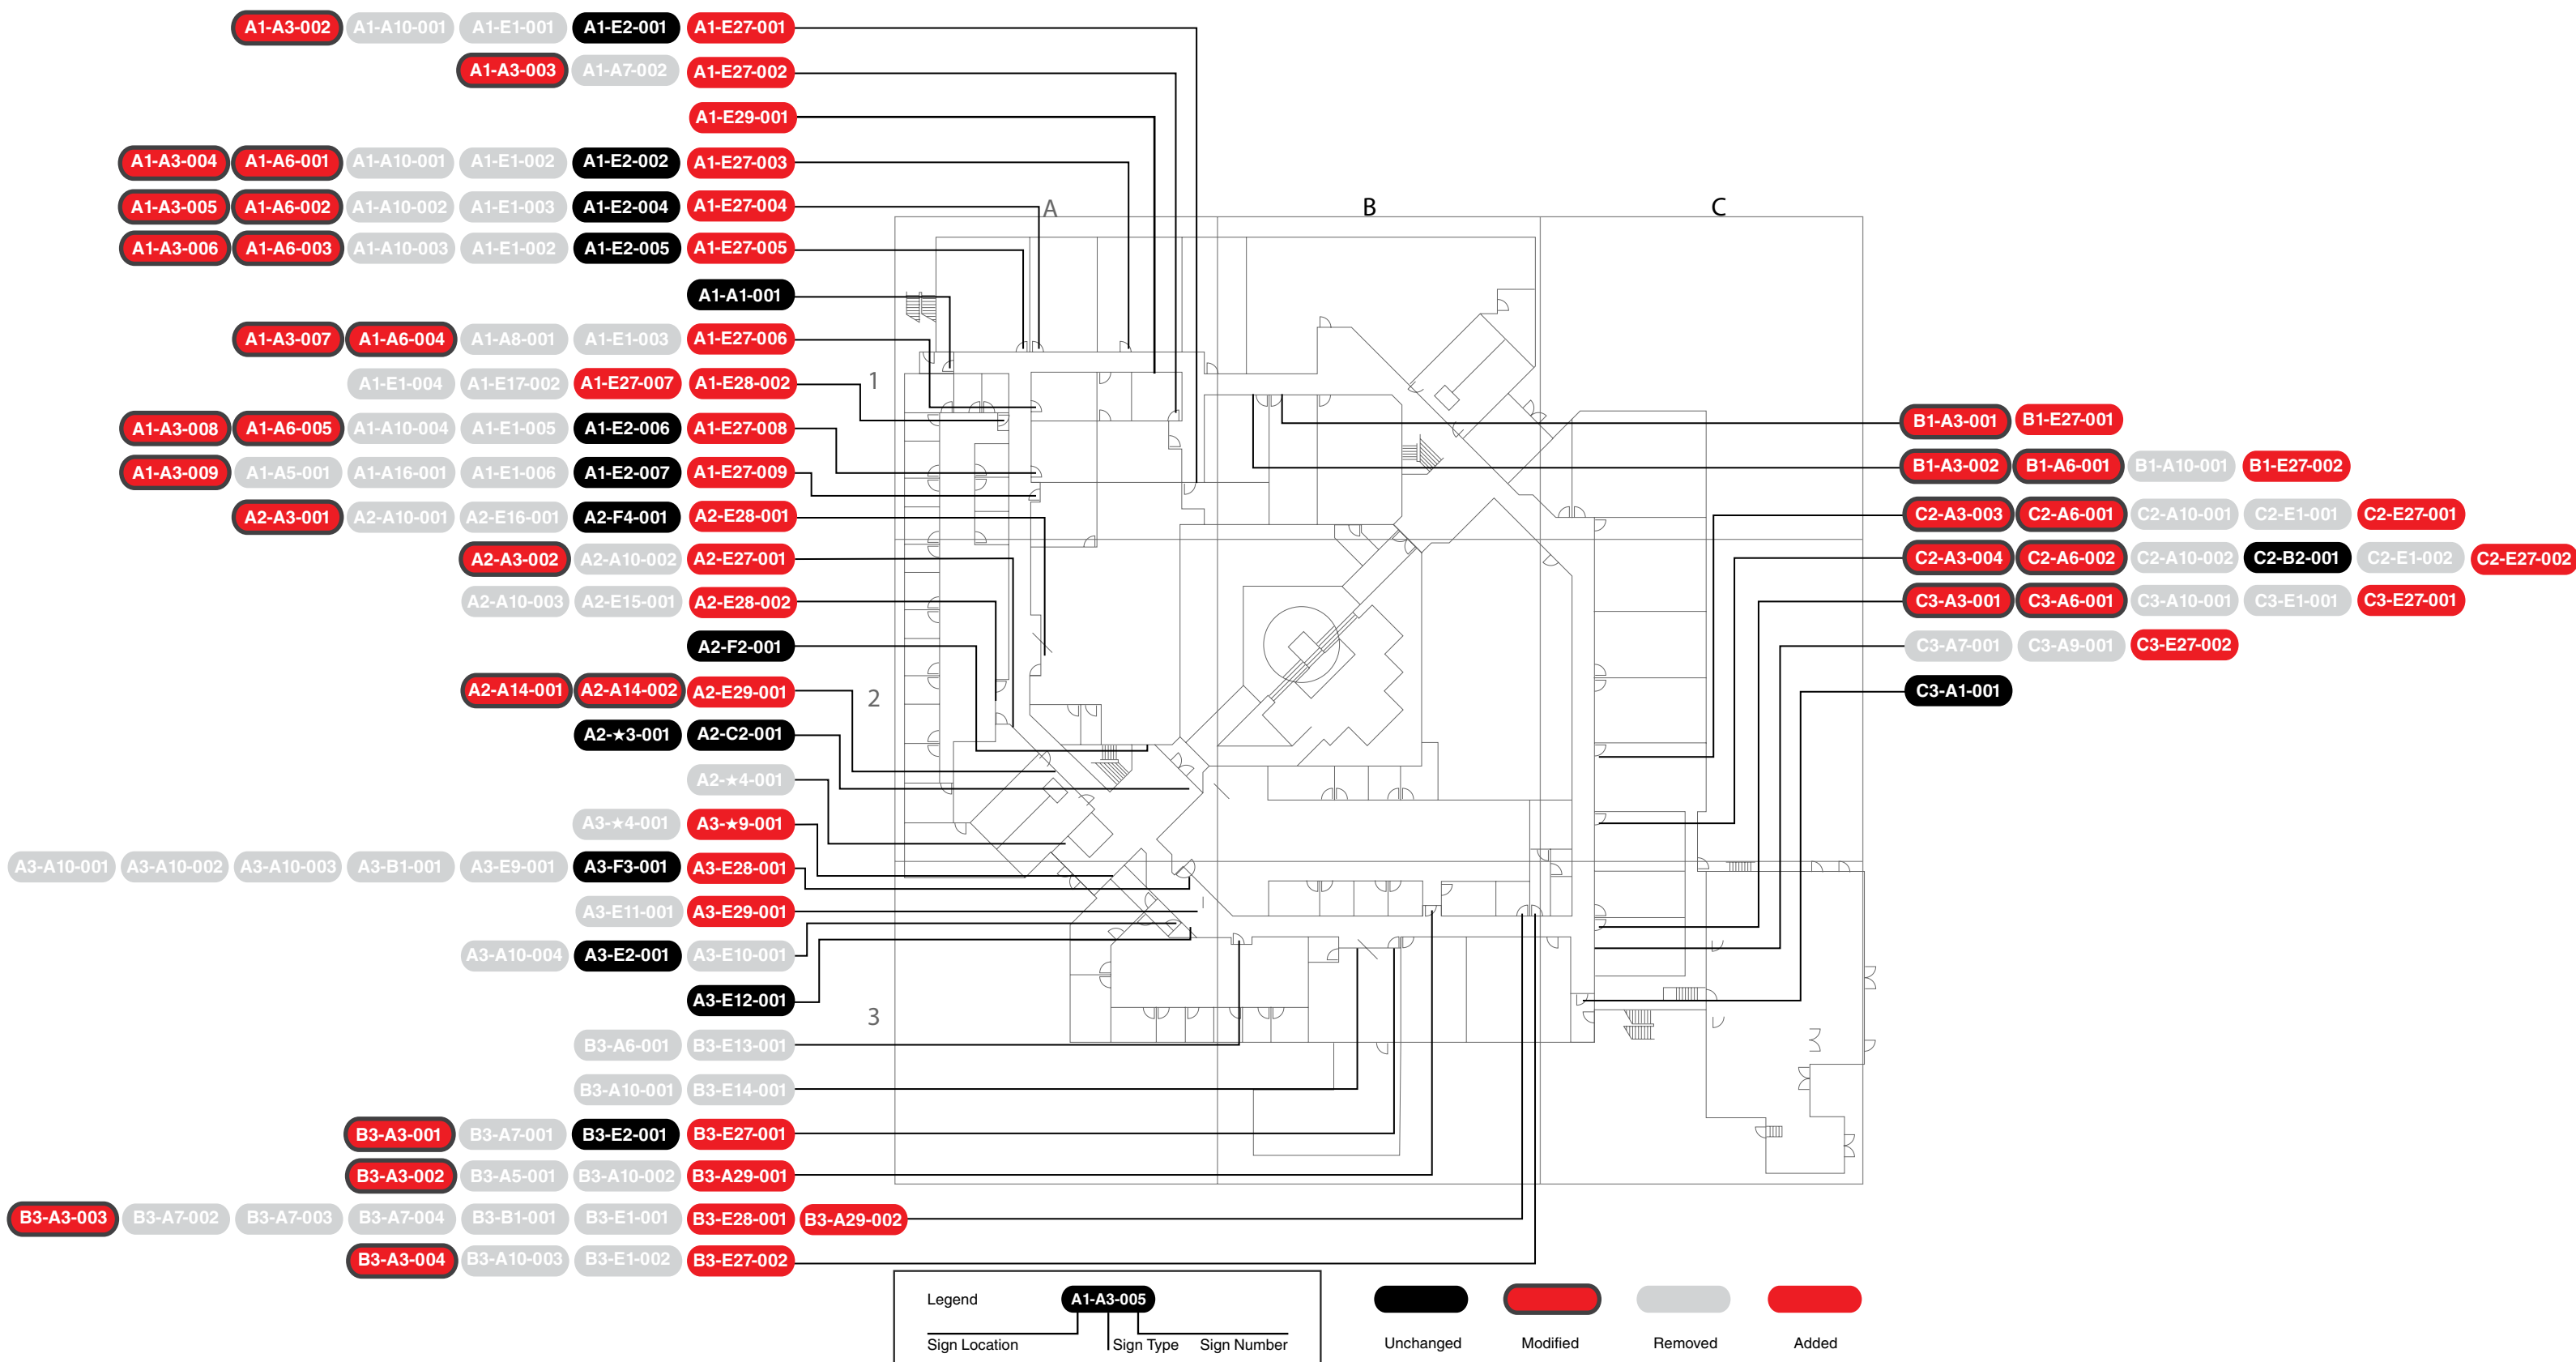 A1-A3-002 A1-A10-001 A1-E1-001 A1-E2-001 A1-E27-001
A1-A3-003 A1-A7-002 A1-E27-002
A1-E29-001
A1-A3-004 A1-A6-001 A1-A10-001 A1-E1-002 A1-E2-002 A1-E27-003
A1-A3-005 A1-A6-002 A1-A10-002 A1-E1-003 A1-E2-004 A1-E27-004
A1-A3-006 A1-A6-003 A1-A10-003 A1-E1-002 A1-E2-005 A1-E27-005
A1-A1-001
A1-A3-007 A1-A6-004 A1-A8-001 A1-E1-003 A1-E27-006
A1-E1-004 A1-E17-002 A1-E27-007 A1-E28-002
A1-A3-008 A1-A6-005 A1-A10-004 A1-E1-005 A1-E2-006 A1-E27-008
A1-A3-009 A1-A5-001 A1-A16-001 A1-E1-006 A1-E2-007 A1-E27-009
A2-A3-001 A2-A10-001 A2-E16-001 A2-F4-001 A2-E28-001
A2-A3-002 A2-A10-002 A2-E27-001
A2-A10-003 A2-E15-001 A2-E28-002
A2-F2-001
A2-A14-001 A2-A14-002 A2-E29-001
A2-★3-001 A2-C2-001
A2-★4-001
A3-★4-001 A3-★9-001
A3-A10-001 A3-A10-002 A3-A10-003 A3-B1-001 A3-E9-001 A3-F3-001 A3-E28-001
A3-E11-001 A3-E29-001
A3-A10-004 A3-E2-001 A3-E10-001
A3-E12-001
B3-A6-001 B3-E13-001
B3-A10-001 B3-E14-001
B3-A3-001 B3-A7-001 B3-E2-001 B3-E27-001
B3-A3-002 B3-A5-001 B3-A10-002 B3-A29-001
B3-A3-003 B3-A7-002 B3-A7-003 B3-A7-004 B3-B1-001 B3-E1-001 B3-E28-001 B3-A29-002
B3-A3-004 B3-A10-003 B3-E1-002 B3-E27-002
A B C
1
2
3
B1-A3-001 B1-E27-001
B1-A3-002 B1-A6-001 B1-A10-001 B1-E27-002
C2-A3-003 C2-A6-001 C2-A10-001 C2-E1-001 C2-E27-001
C2-A3-004 C2-A6-002 C2-A10-002 C2-B2-001 C2-E1-002 C2-E27-002
C3-A3-001 C3-A6-001 C3-A10-001 C3-E1-001 C3-E27-001
C3-A7-001 C3-A9-001 C3-E27-002
C3-A1-001
Legend A1-A3-005
Sign Location Sign Type Sign Number
Unchanged Modified Removed Added